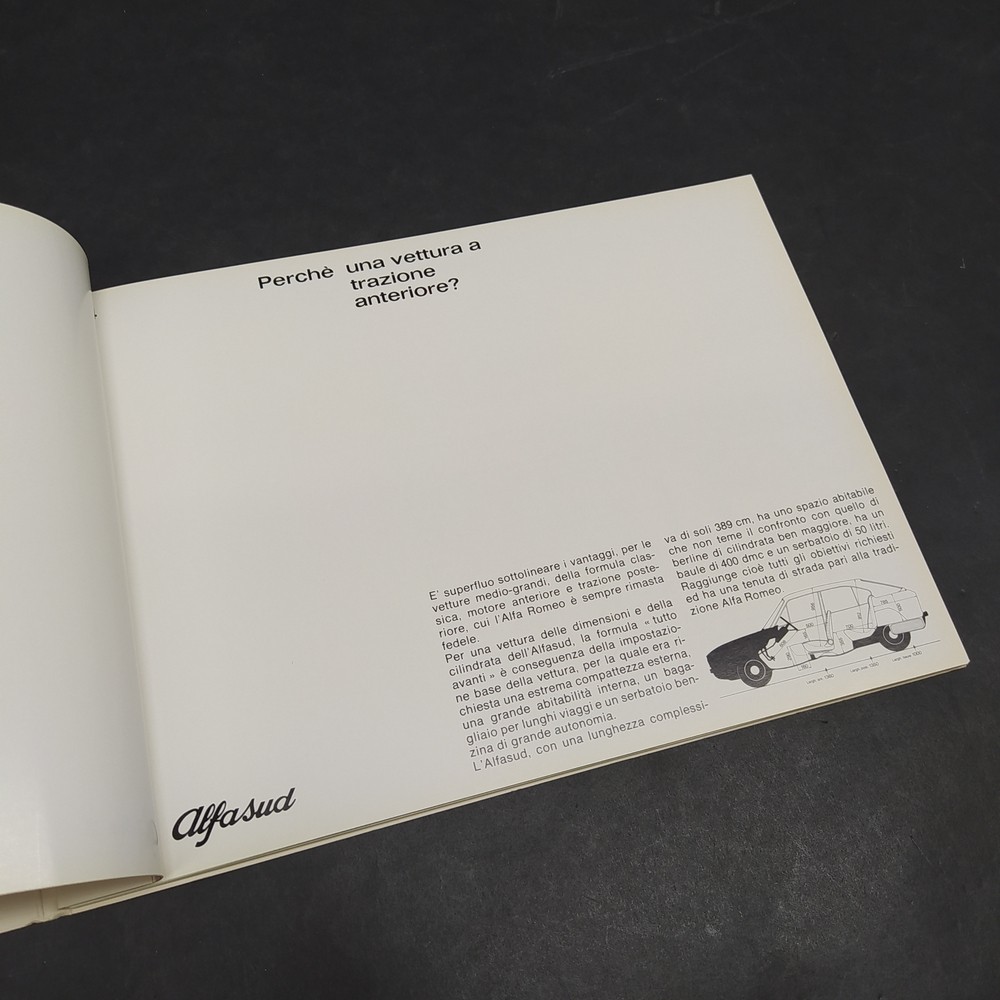 Perchè una vettura a
trazione
anteriore?
E' superfluo sottolineare i vantaggi, per le
vetture medio-grandi, della formula clas-
sica, motore anteriore e trazione poste-
riore, cui l'Alfa Romeo è sempre rimasta
fedele.
Per una vettura delle dimensioni e della
cilindrata dell'Alfasud, la formula « tutto
avanti » è conseguenza della impostazio-
ne base della vettura, per la quale era ri-
chiesta una estrema compattezza esterna,
una grande abitabilità interna, un baga-
gliaio per lunghi viaggi e un serbatoio ben-
zina di grande autonomia.
L'Alfasud, con una lunghezza complessi-
va di soli 389 cm, ha uno spazio abitabile
che non teme il confronto con quello di
berline di cilindrata ben maggiore, ha un
baule di 400 dmc e un serbatoio di 50 litri.
Raggiunge cioè tutti gli obiettivi richiesti
ed ha una tenuta di strada pari alla tradi-
zione Alfa Romeo.
Alfasud